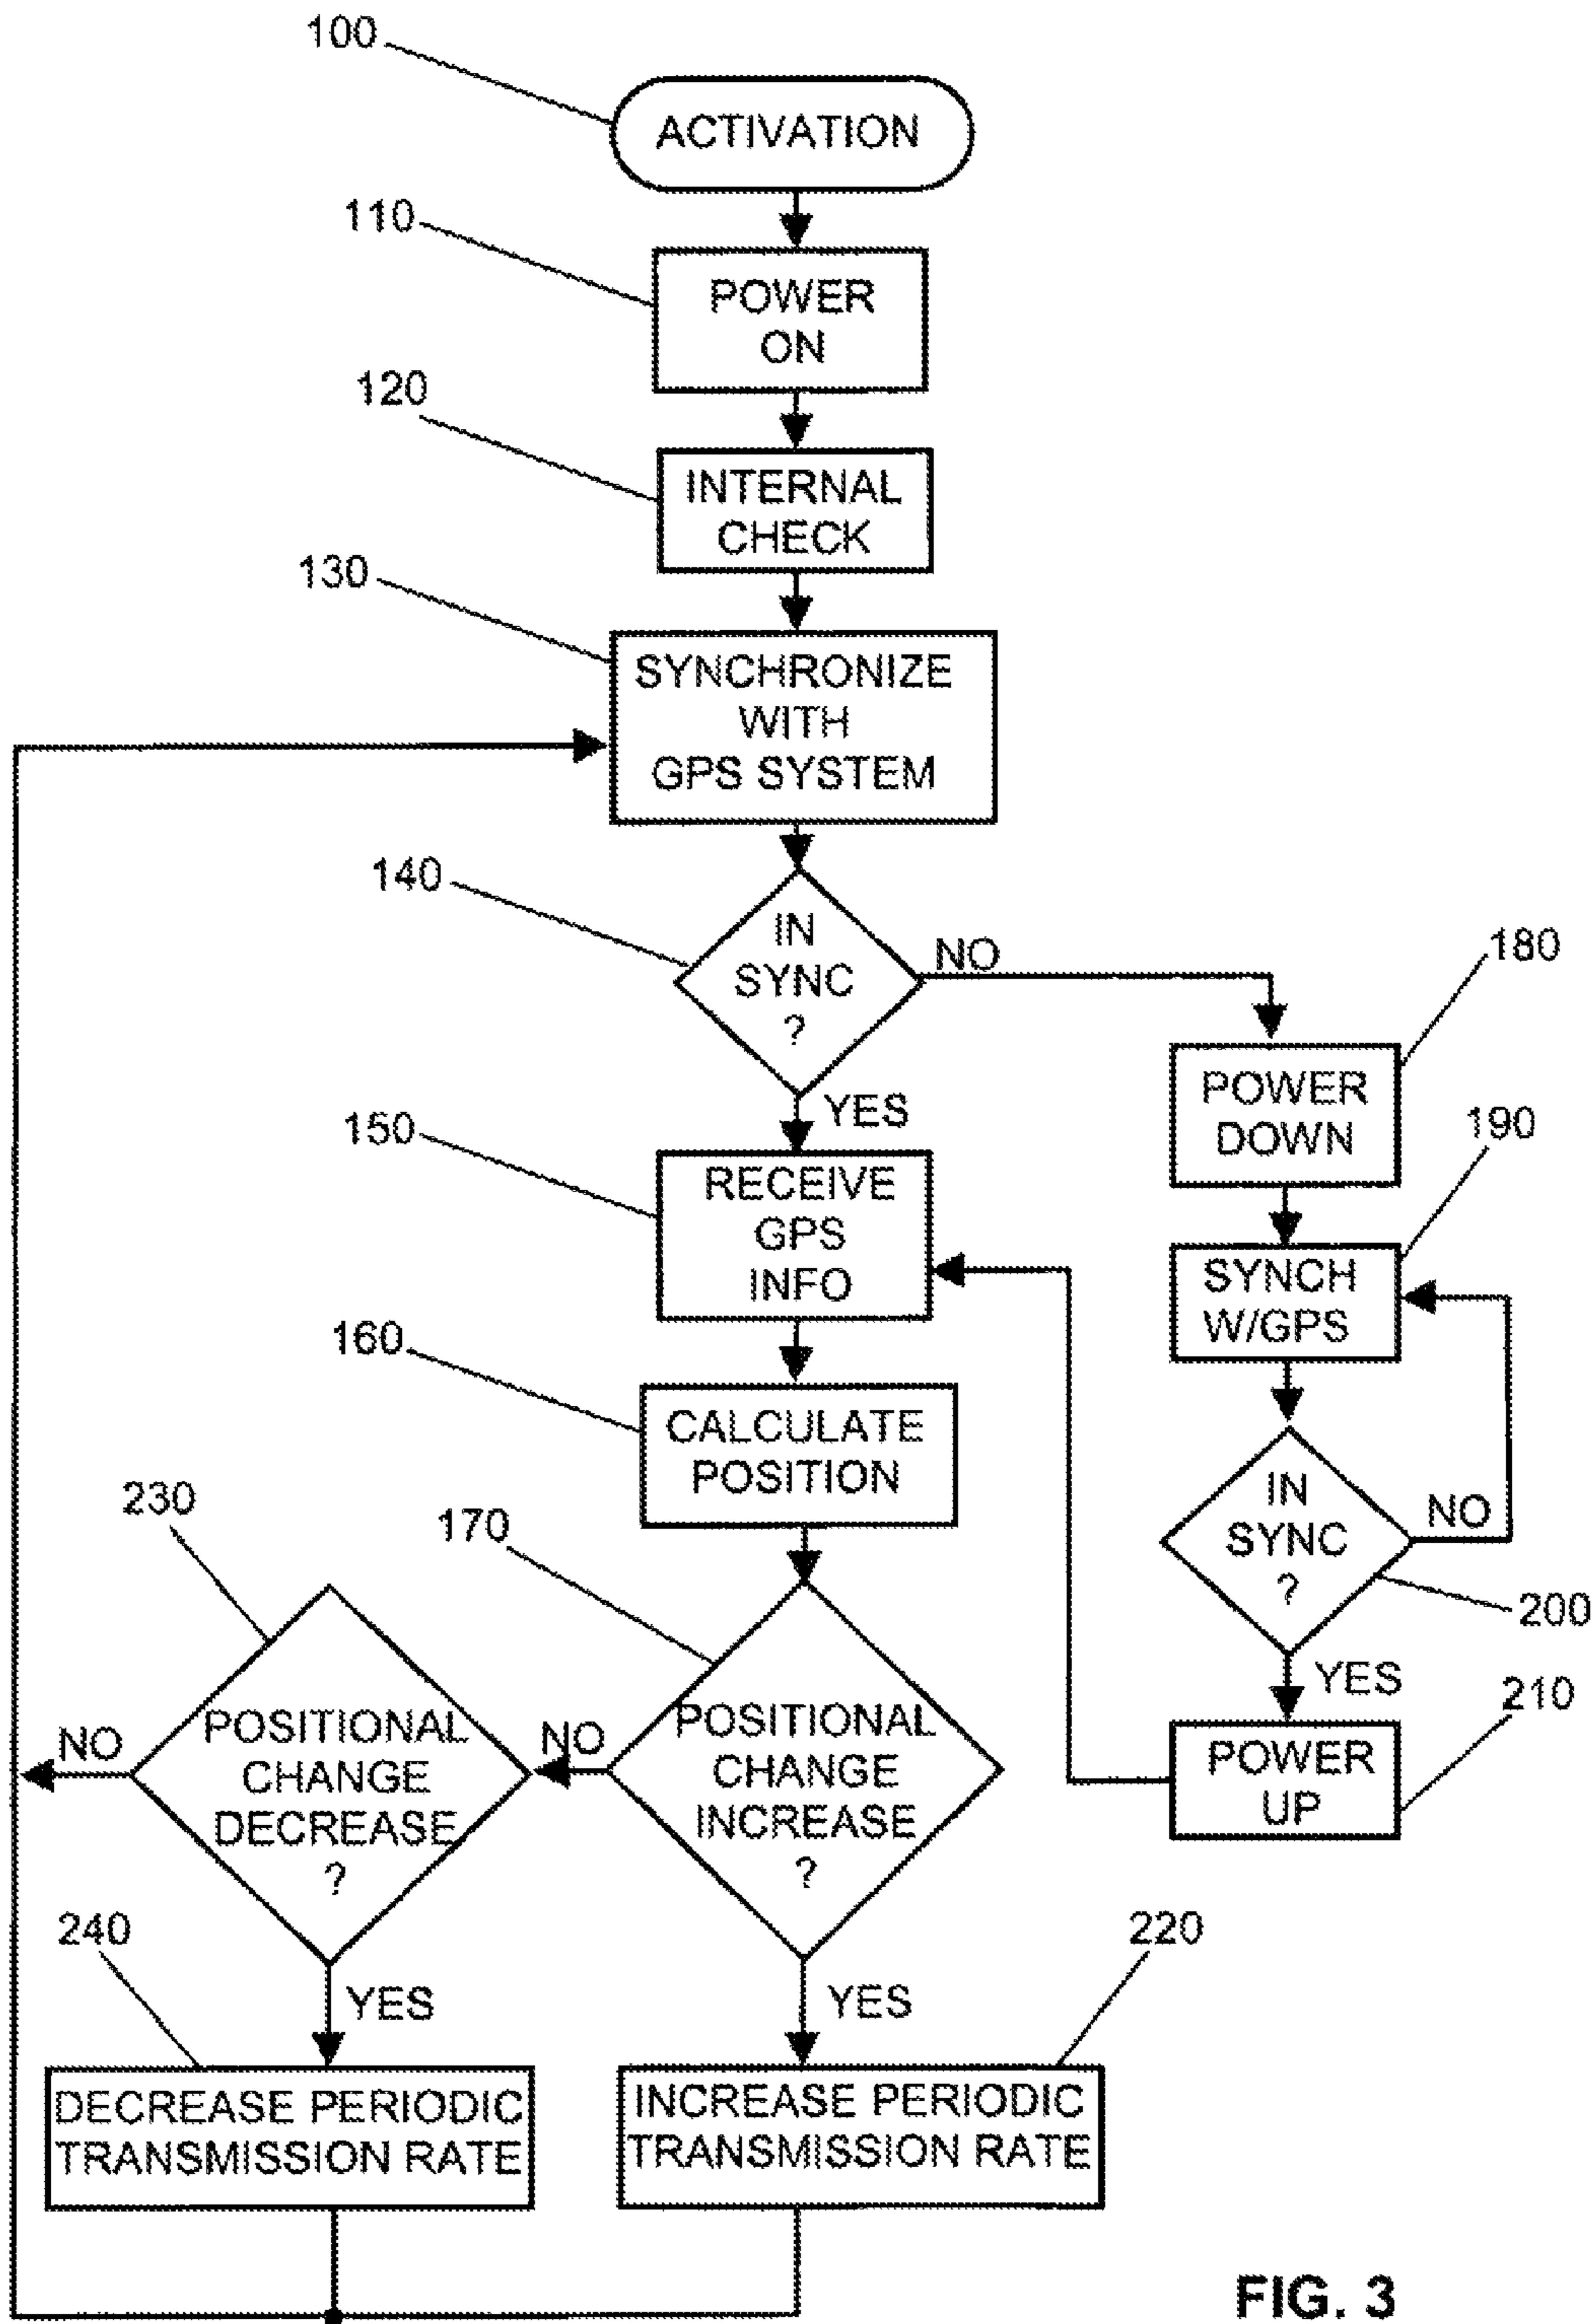 100
ACTIVATION
110
POWER
ON
120
INTERNAL
CHECK
130
SYNCHRONIZE
WITH
GPS SYSTEM
140
IN
SYNC
?
NO
180
POWER
DOWN
YES
150
RECEIVE
GPS
INFO
190
SYNCH
W/GPS
160
CALCULATE
POSITION
IN
SYNC
?
NO
200
YES
210
POWER
UP
170
POSITIONAL
CHANGE
INCREASE
?
NO
230
POSITIONAL
CHANGE
DECREASE
?
NO
YES
240
DECREASE PERIODIC
TRANSMISSION RATE
YES
220
INCREASE PERIODIC
TRANSMISSION RATE
FIG. 3